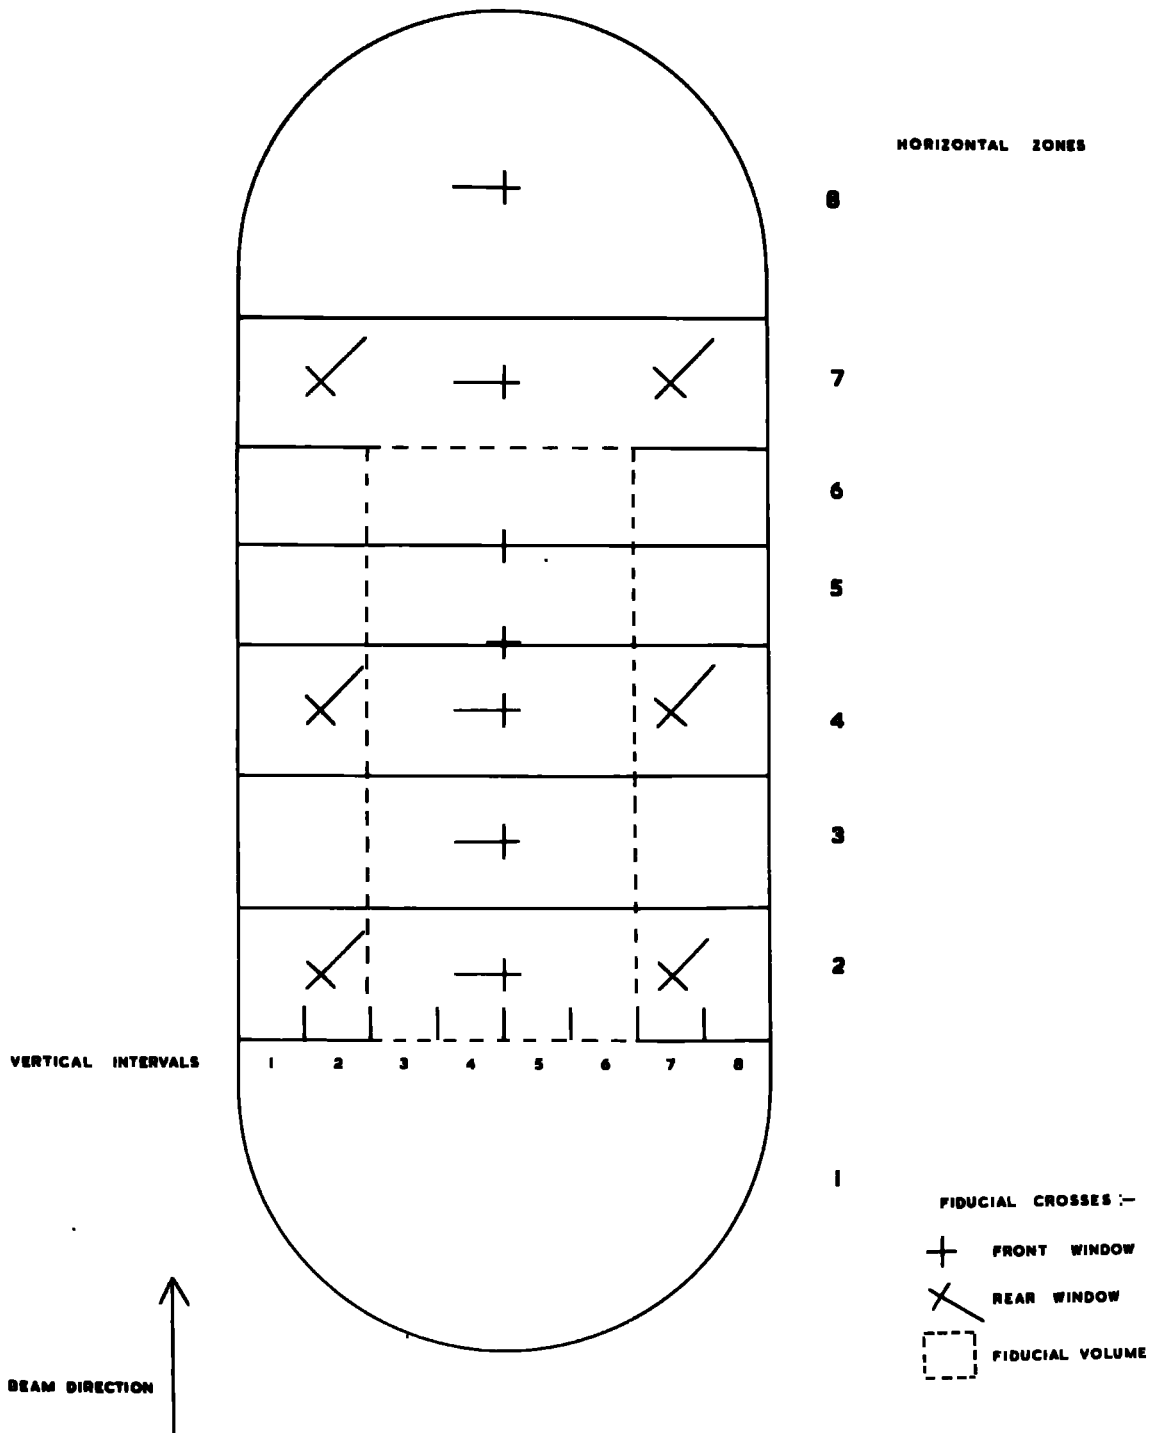 HORIZONTAL ZONES
8
7
6
5
4
3
2
VERTICAL INTERVALS 1 2 3 4 5 6 7 8
1
FIDUCIAL CROSSES :-
FRONT WINDOW
REAR WINDOW
FIDUCIAL VOLUME
BEAM DIRECTION